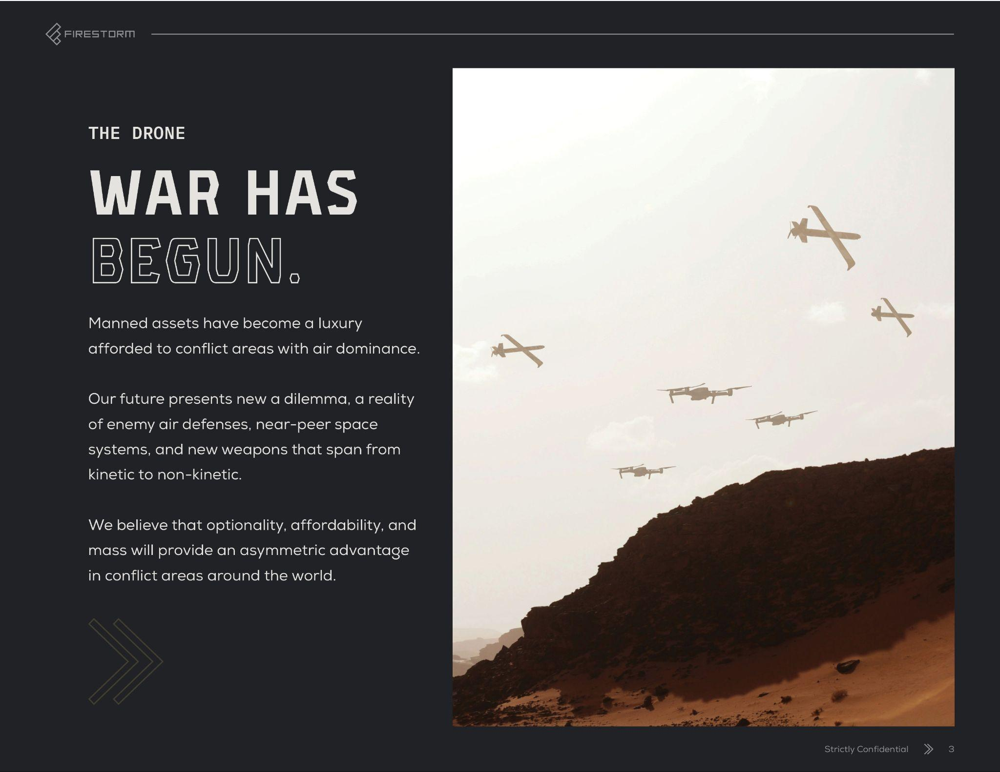 FIRESTORM
THE DRONE
WAR HAS
BEGUN.
Manned assets have become a luxury
afforded to conflict areas with air dominance.
Our future presents new a dilemma, a reality
of enemy air defenses, near-peer space
systems, and new weapons that span from
kinetic to non-kinetic.
We believe that optionality, affordability, and
mass will provide an asymmetric advantage
in conflict areas around the world.
Strictly Confidential
3